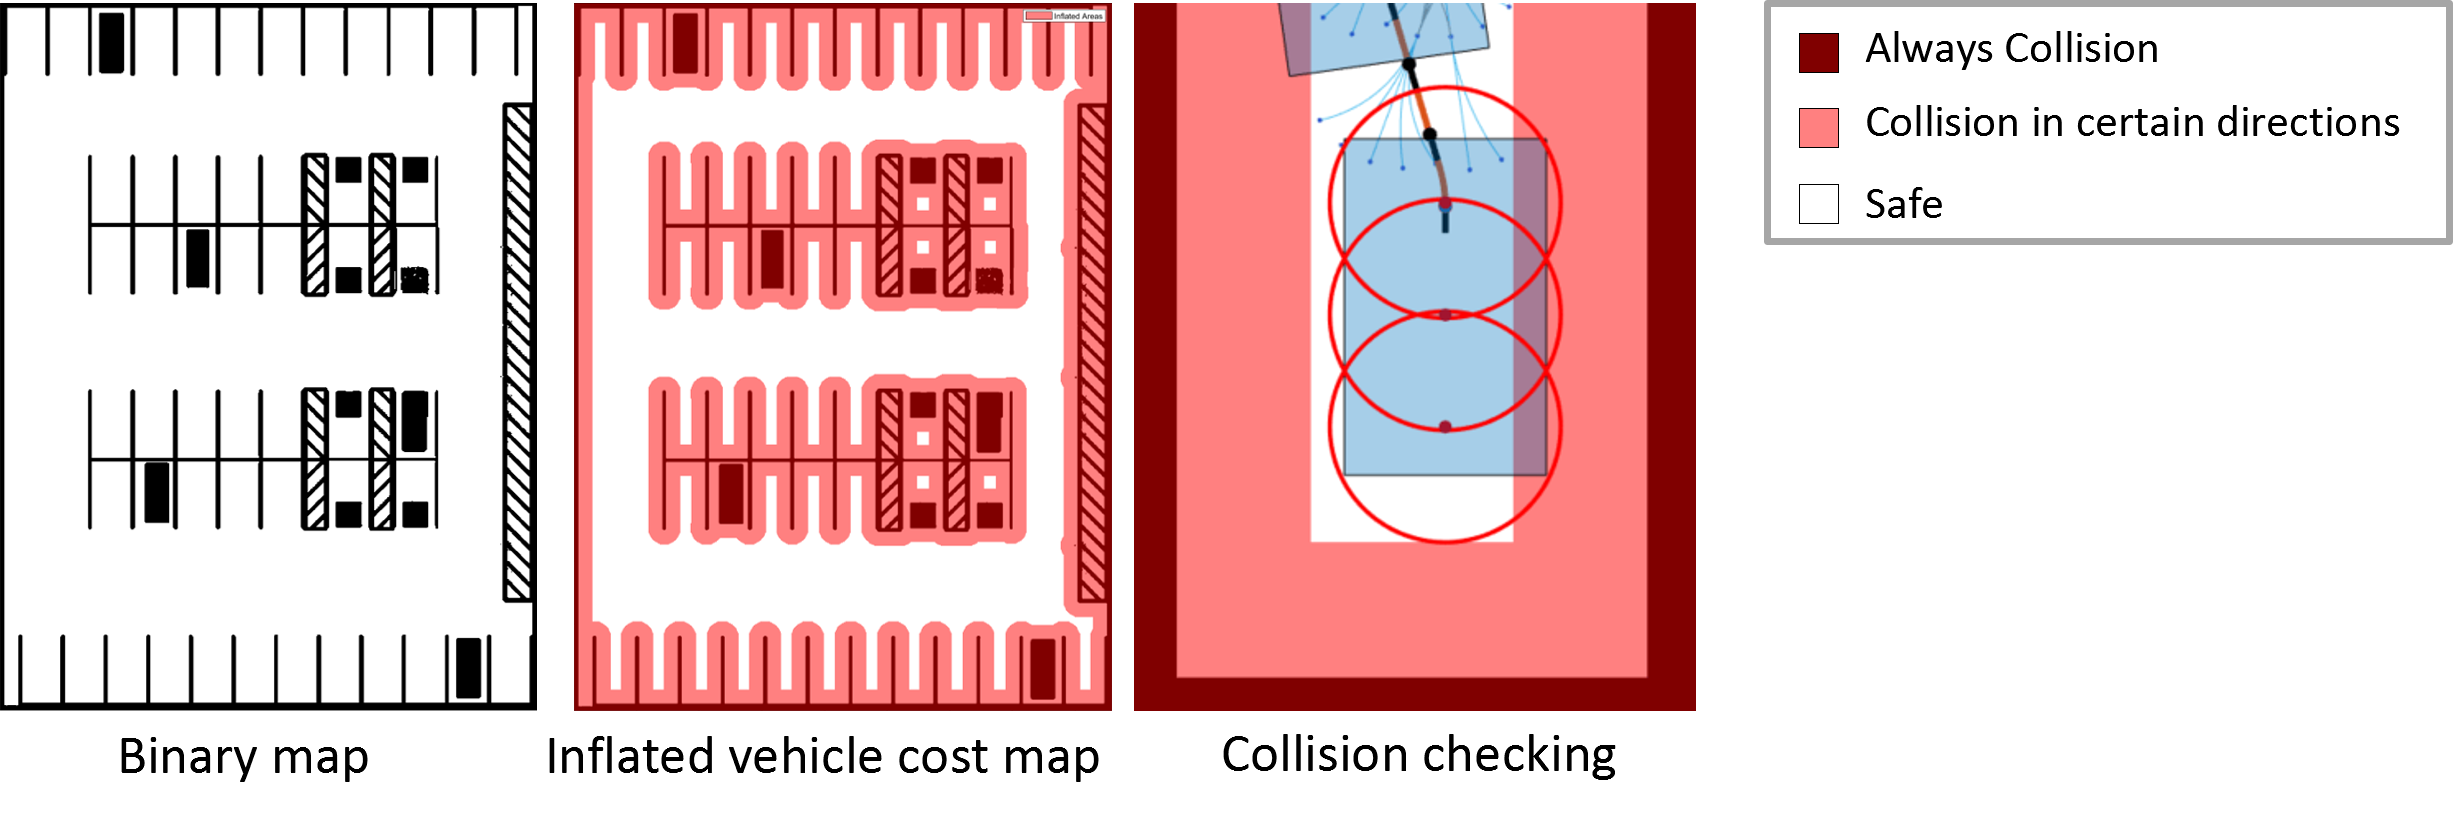 Inflated Areas
Always Collision
Collision in certain directions
Safe
Binary map
Inflated vehicle cost map
Collision checking